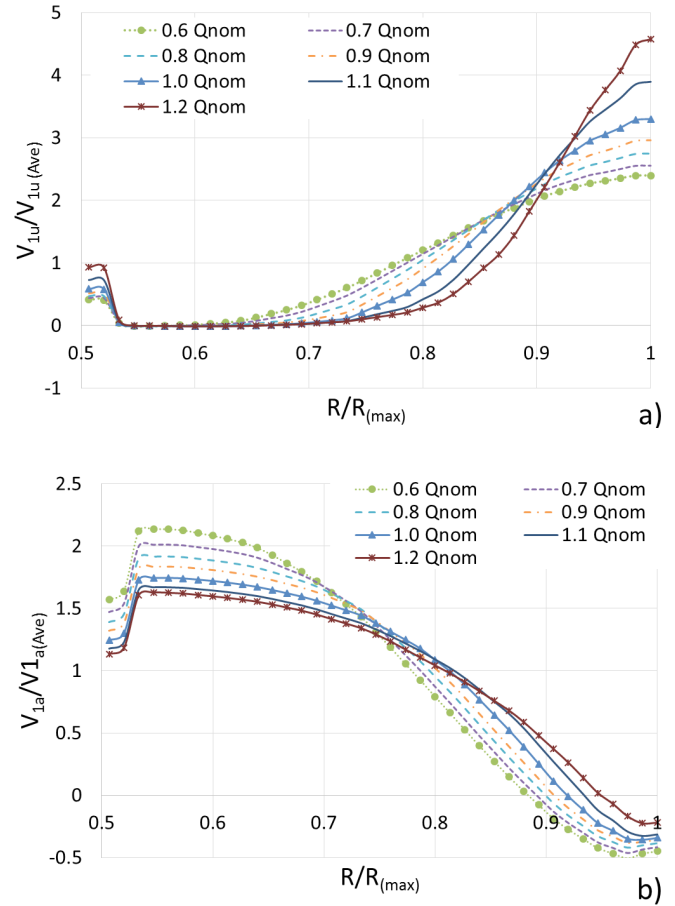 5
0.6 Qnom 0.7 Qnom
0.8 Qnom 0.9 Qnom
4
1.0 Qnom 1.1 Qnom
1.2 Qnom
3
V1u/V1u (Ave)
2
1
0
0.5 0.6 0.7 0.8 0.9 1
-1
R/R(max)
a)
2.5
0.6 Qnom 0.7 Qnom
0.8 Qnom 0.9 Qnom
2
1.0 Qnom 1.1 Qnom
1.2 Qnom
1.5
V1a/V1a(Ave)
1
0.5
0
0.5 0.6 0.7 0.8 0.9 1
-0.5
R/R(max)
b)